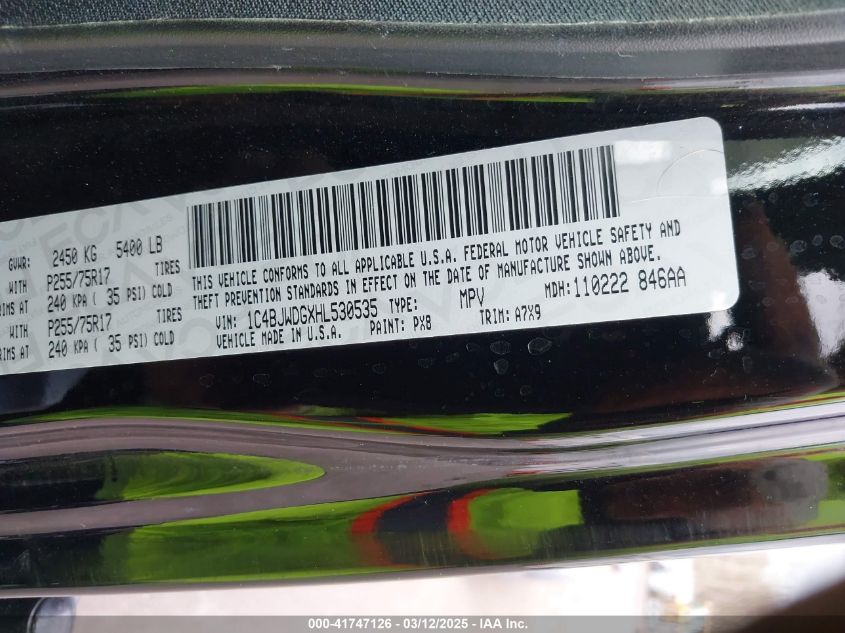 GVWR: 2450 KG 5400 LB
WITH P255/75R17 TIRES
RIMS AT 240 KPA ( 35 PSI) COLD
WITH P255/75R17 TIRES
RIMS AT 240 KPA ( 35 PSI) COLD
THIS VEHICLE CONFORMS TO ALL APPLICABLE U.S.A. FEDERAL MOTOR VEHICLE SAFETY AND
THEFT PREVENTION STANDARDS IN EFFECT ON THE DATE OF MANUFACTURE SHOWN ABOVE.
VIN: 1C4BJWDGXHL530535 TYPE: MPV MDH: 110222 846AA
VEHICLE MADE IN U.S.A. PAINT: PX8 TRIM: A7X9
000-41747126 - 03/12/2025 - IAA Inc.